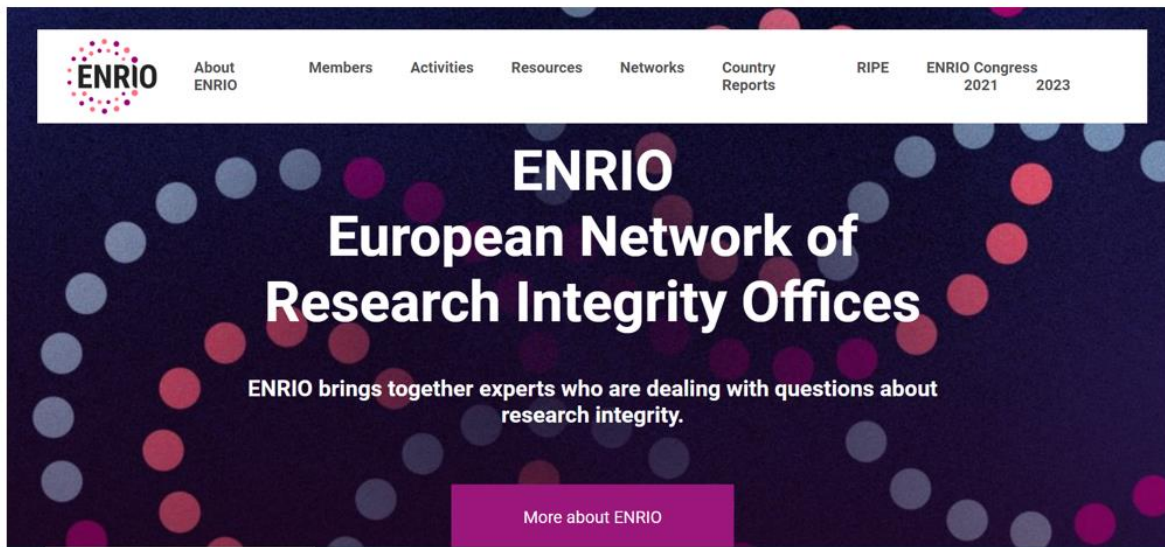 ENRIO
About
ENRIO
Members
Activities
Resources
Networks
Country
Reports
RIPE
ENRIO Congress
2021 2023
ENRIO
European Network of
Research Integrity Offices
ENRIO brings together experts who are dealing with questions about
research integrity.
More about ENRIO